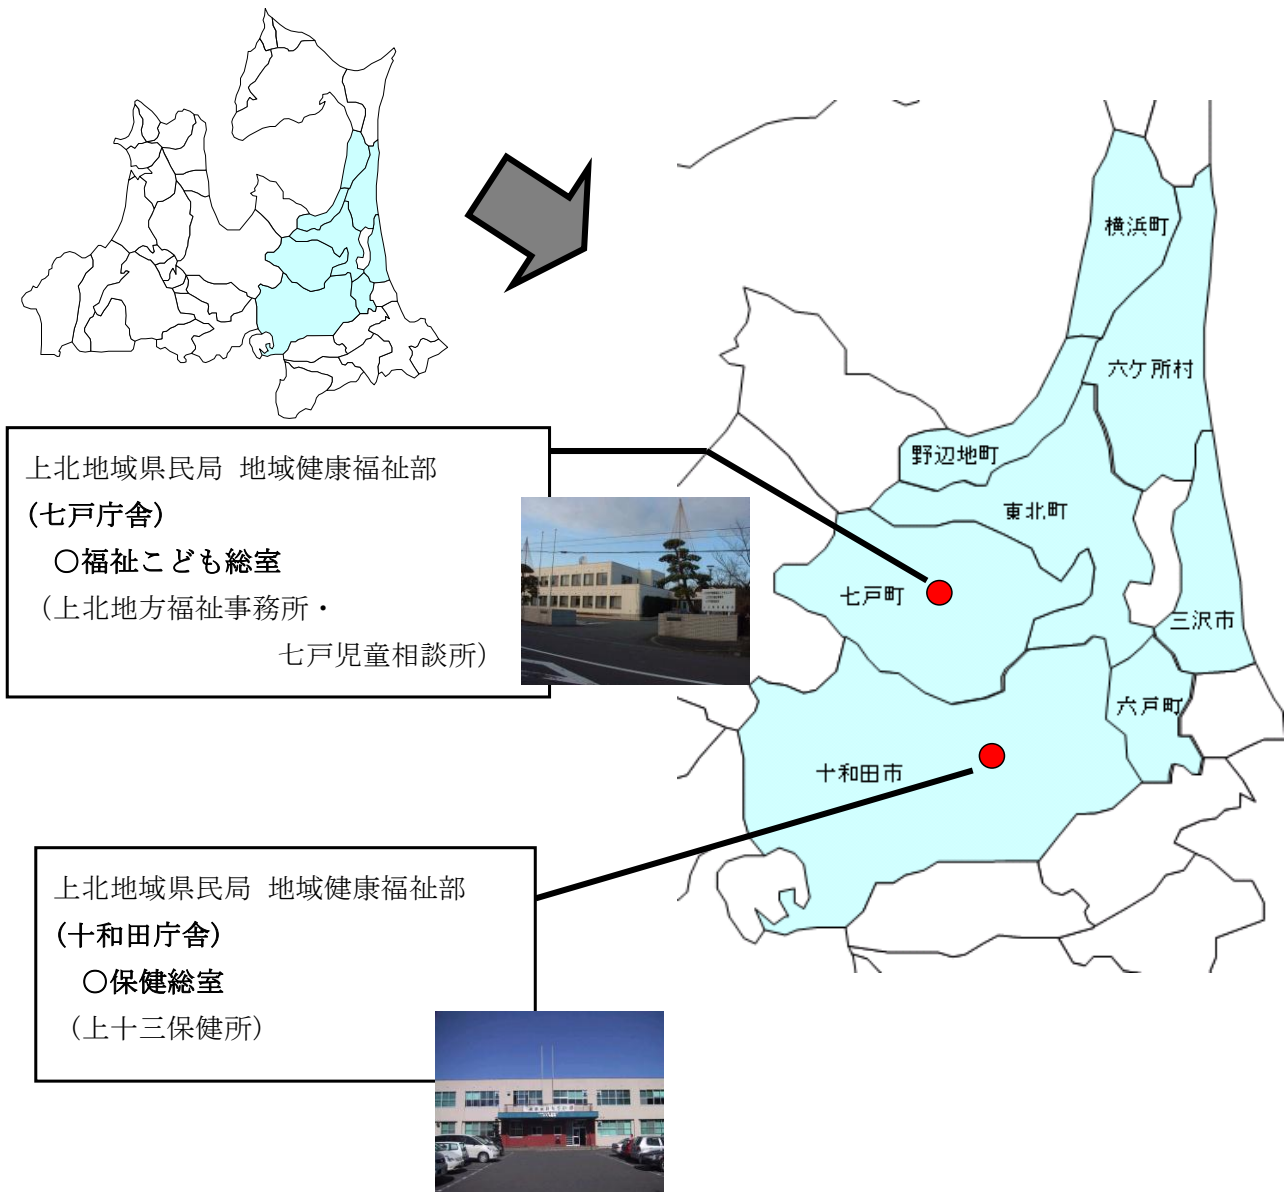 横浜町
六ケ所村
野辺地町
東北町
七戸町
三沢市
六戸町
十和田市
上北地域県民局 地域健康福祉部
(七戸庁舎)
○福祉こども総室
(上北地方福祉事務所・
七戸児童相談所)
上北地域県民局 地域健康福祉部
(十和田庁舎)
○保健総室
(上十三保健所)